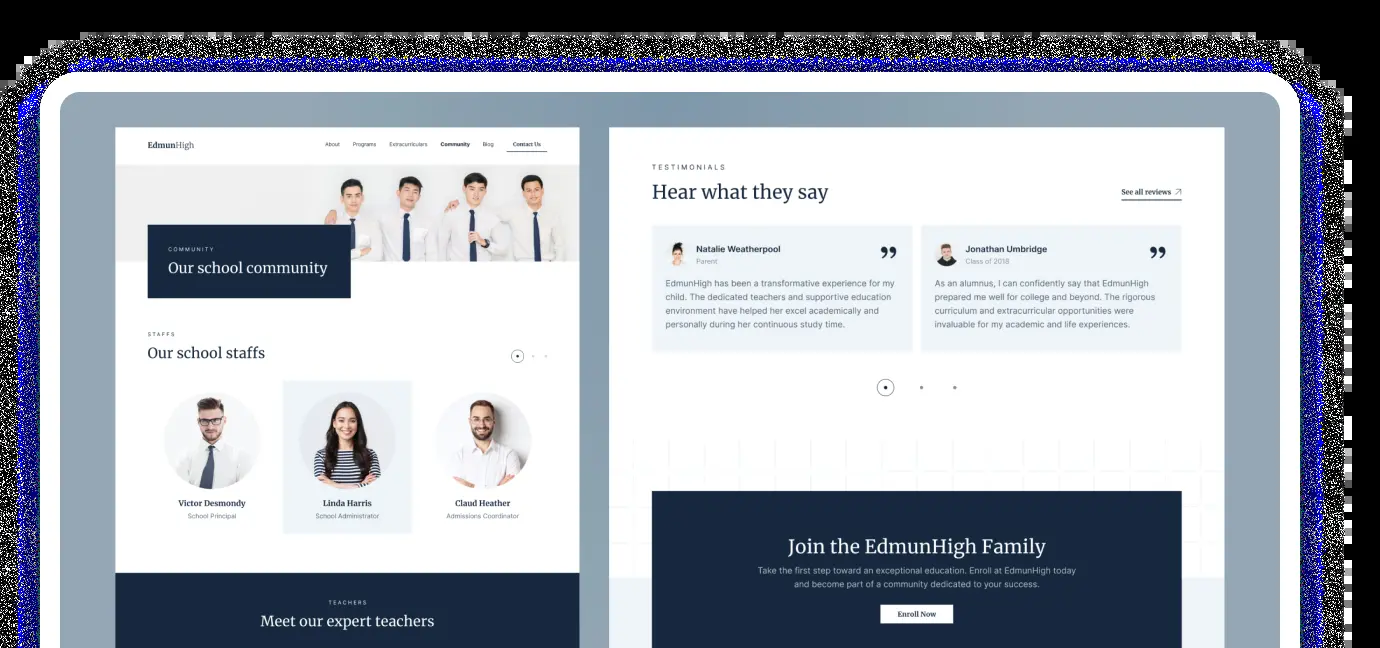 EdmunHigh
About Programs Extracurriculars Community Blog Contact Us
COMMUNITY
Our school community
STAFFS
Our school staffs
Victor Desmondy
School Principal
Linda Harris
School Administrator
Claud Heather
Admissions Coordinator
TEACHERS
Meet our expert teachers
TESTIMONIALS
Hear what they say
See all reviews
Natalie Weatherpool
Parent
EdmunHigh has been a transformative experience for my
child. The dedicated teachers and supportive education
environment have helped her excel academically and
personally during her continuous study time.
Jonathan Umbridge
Class of 2018
As an alumnus, I can confidently say that EdmunHigh
prepared me well for college and beyond. The rigorous
curriculum and extracurricular opportunities were
invaluable for my academic and life experiences.
Join the EdmunHigh Family
Take the first step toward an exceptional education. Enroll at EdmunHigh today
and become part of a community dedicated to your success.
Enroll Now